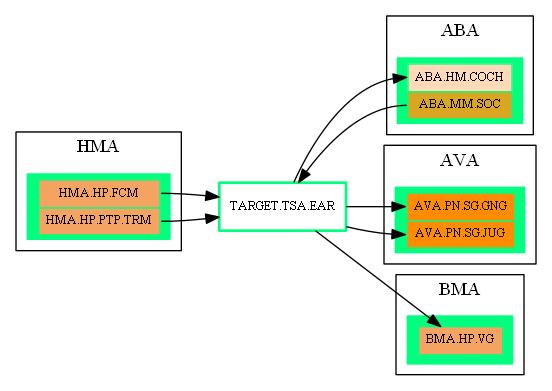 HMA
HMA.HP.FCM
HMA.HP.PTP.TRM
TARGET.TSA.EAR
ABA
ABA.HM.COCH
ABA.MM.SOC
AVA
AVA.PN.SG.GNG
AVA.PN.SG.JUG
BMA
BMA.HP.VG